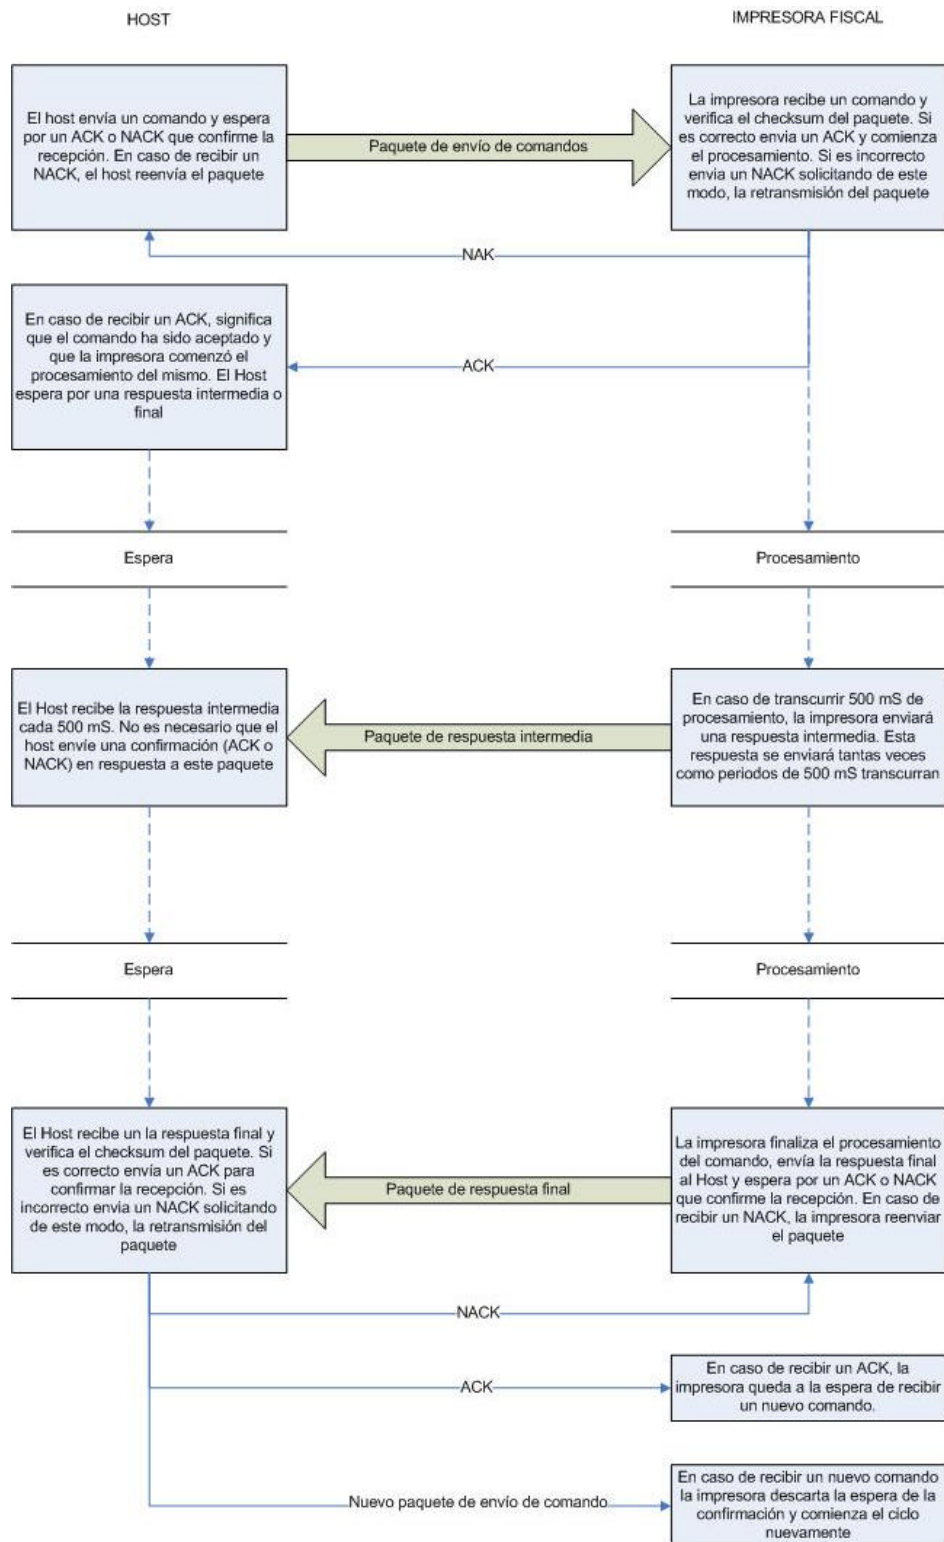 HOST
IMPRESORA FISCAL
El host envía un comando y espera
por un ACK o NACK que confirme la
recepción. En caso de recibir un
NACK, el host reenvía el paquete
Paquete de envío de comandos
La impresora recibe un comando y
verifica el checksum del paquete. Si
es correcto envia un ACK y comienza
el procesamiento. Si es incorrecto
envia un NACK solicitando de este
modo, la retransmisión del paquete
NAK
En caso de recibir un ACK, significa
que el comando ha sido aceptado y
que la impresora comenzó el
procesamiento del mismo. El Host
espera por una respuesta intermedia o
final
ACK
Espera
Procesamiento
El Host recibe la respuesta intermedia
cada 500 mS. No es necesario que el
host envíe una confirmación (ACK o
NACK) en respuesta a este paquete
Paquete de respuesta intermedia
En caso de transcurrir 500 mS de
procesamiento, la impresora enviará
una respuesta intermedia. Esta
respuesta se enviará tantas veces
como periodos de 500 mS transcurran
Espera
Procesamiento
El Host recibe un la respuesta final y
verifica el checksum del paquete. Si
es correcto envía un ACK para
confirmar la recepción. Si es
incorrecto envia un NACK solicitando
de este modo, la retransmisión del
paquete
Paquete de respuesta final
La impresora finaliza el procesamiento
del comando, envía la respuesta final
al Host y espera por un ACK o NACK
que confirme la recepción. En caso de
recibir un NACK, la impresora reenviar
el paquete
NACK
ACK
En caso de recibir un ACK, la
impresora queda a la espera de recibir
un nuevo comando.
Nuevo paquete de envío de comando
En caso de recibir un nuevo comando
la impresora descarta la espera de la
confirmación y comienza el ciclo
nuevamente